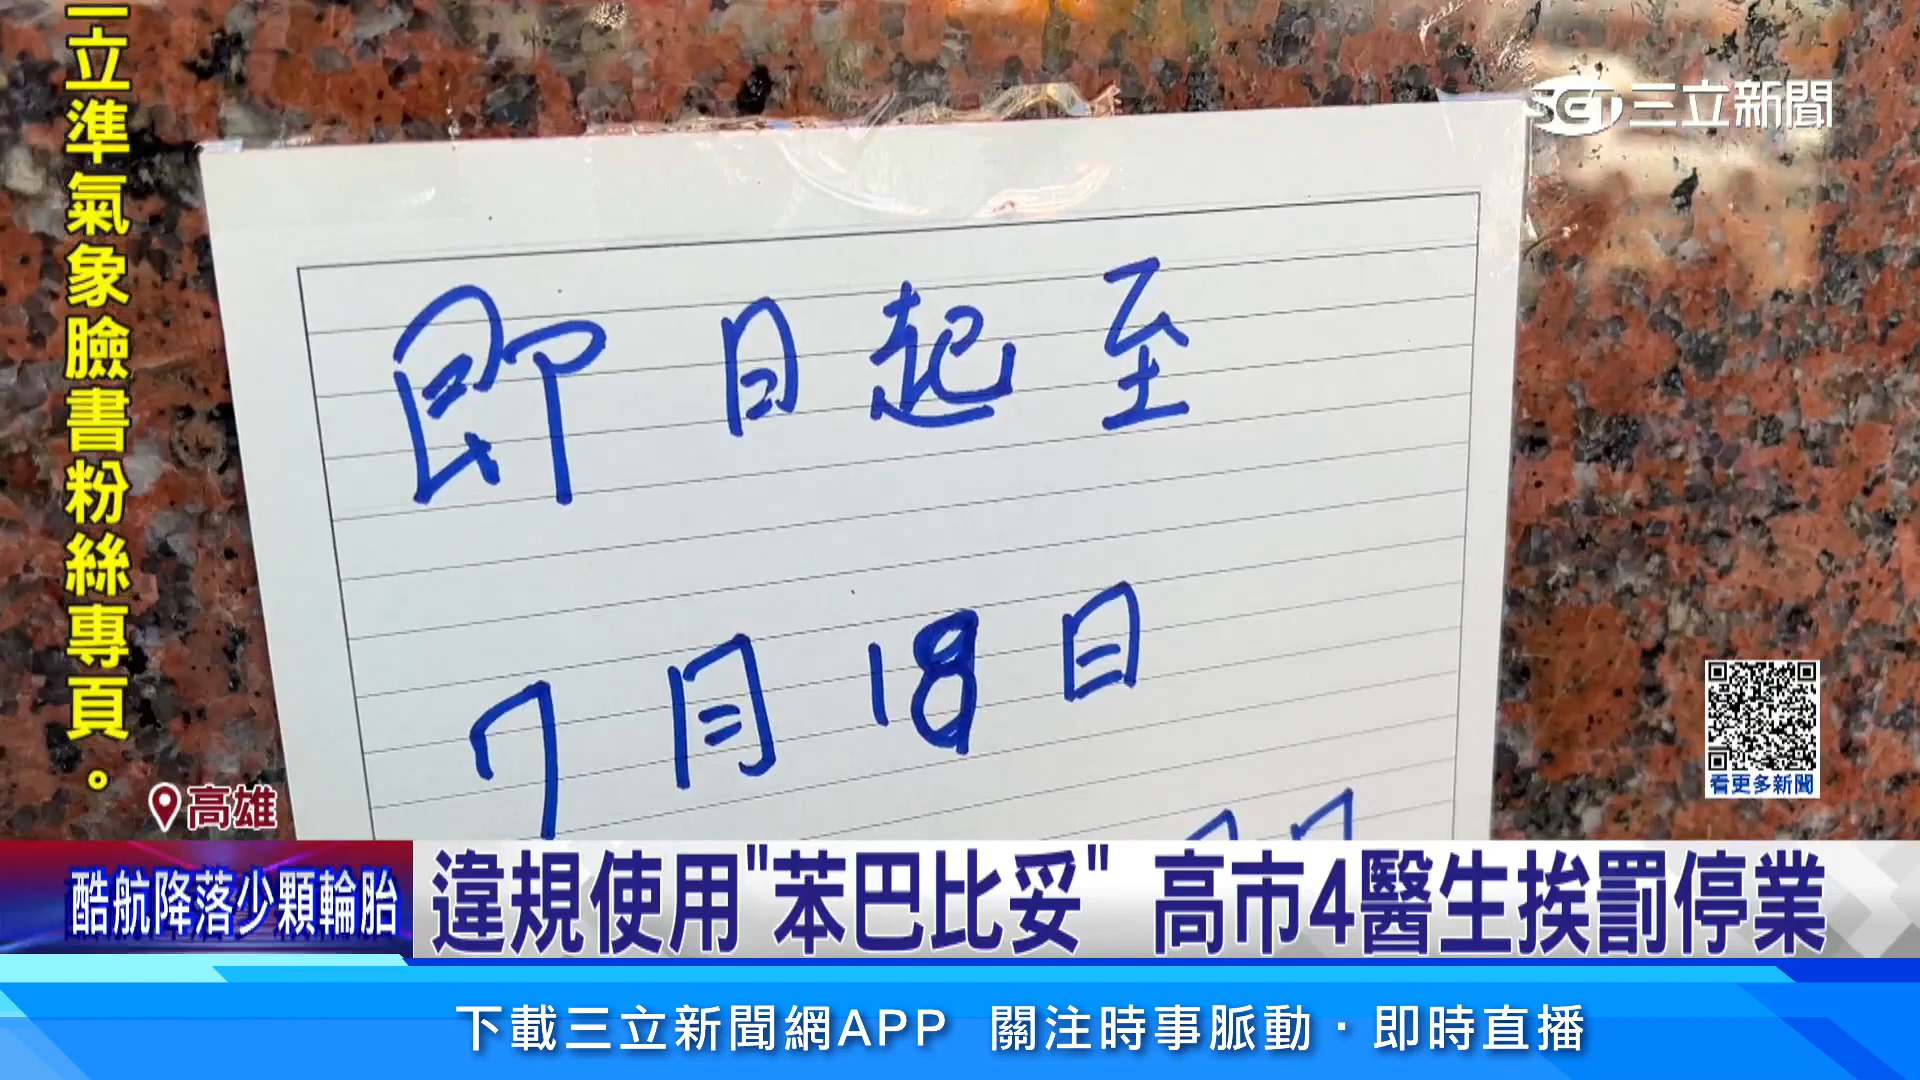 立準氣象臉書粉絲專頁。
SET三立新聞
即日起至
7月18日
看更多新聞
高雄
酷航降落少顆輪胎
違規使用"苯巴比妥" 高市4醫生挨罰停業
下載三立新聞網APP 關注時事脈動・即時直播